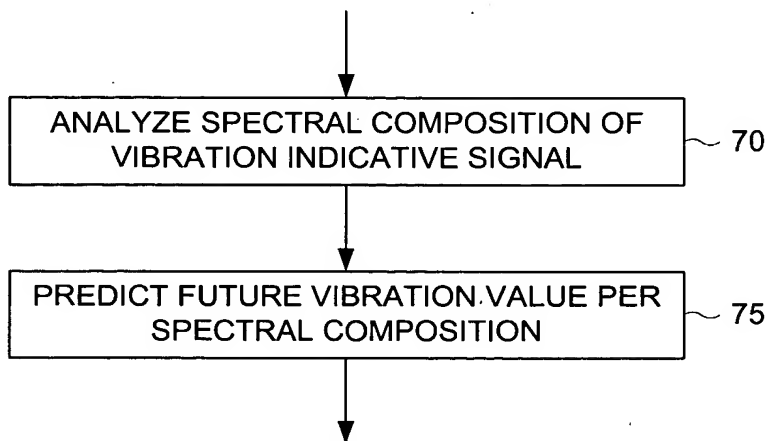 ANALYZE SPECTRAL COMPOSITION OF
VIBRATION INDICATIVE SIGNAL
70
PREDICT FUTURE VIBRATION VALUE PER
SPECTRAL COMPOSITION
75